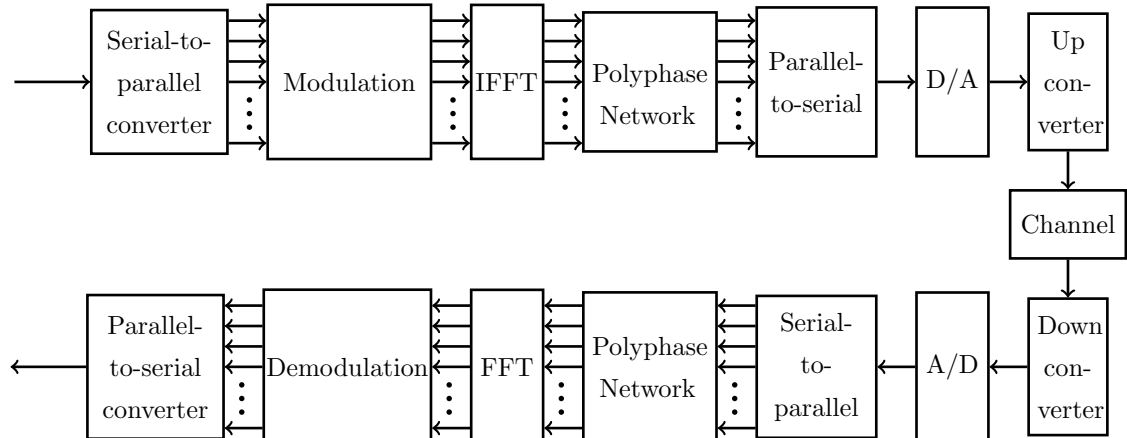 Serial-to-
parallel
converter
Modulation
IFFT
Polyphase
Network
Parallel-
to-serial
D/A
Up
con-
verter
Channel
Down
con-
verter
A/D
Serial-
to-
parallel
Polyphase
Network
FFT
Demodulation
Parallel-
to-serial
converter